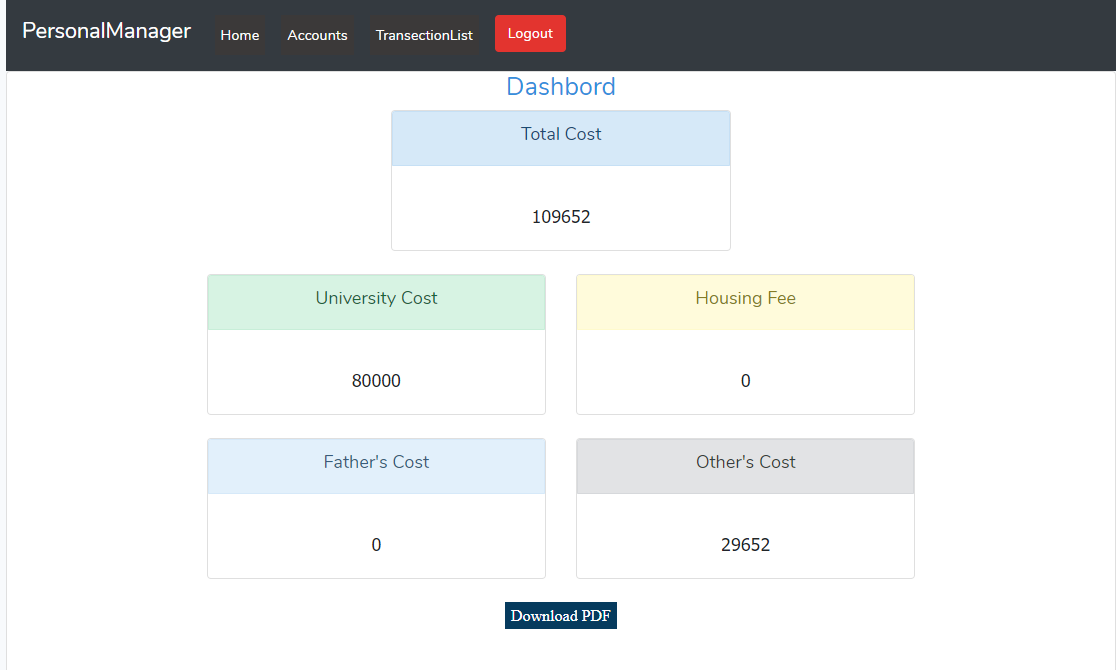 PersonalManager Home Accounts TransectionList Logout
Dashbord
Total Cost
109652
University Cost
Housing Fee
80000
0
Father's Cost
Other's Cost
0
29652
Download PDF